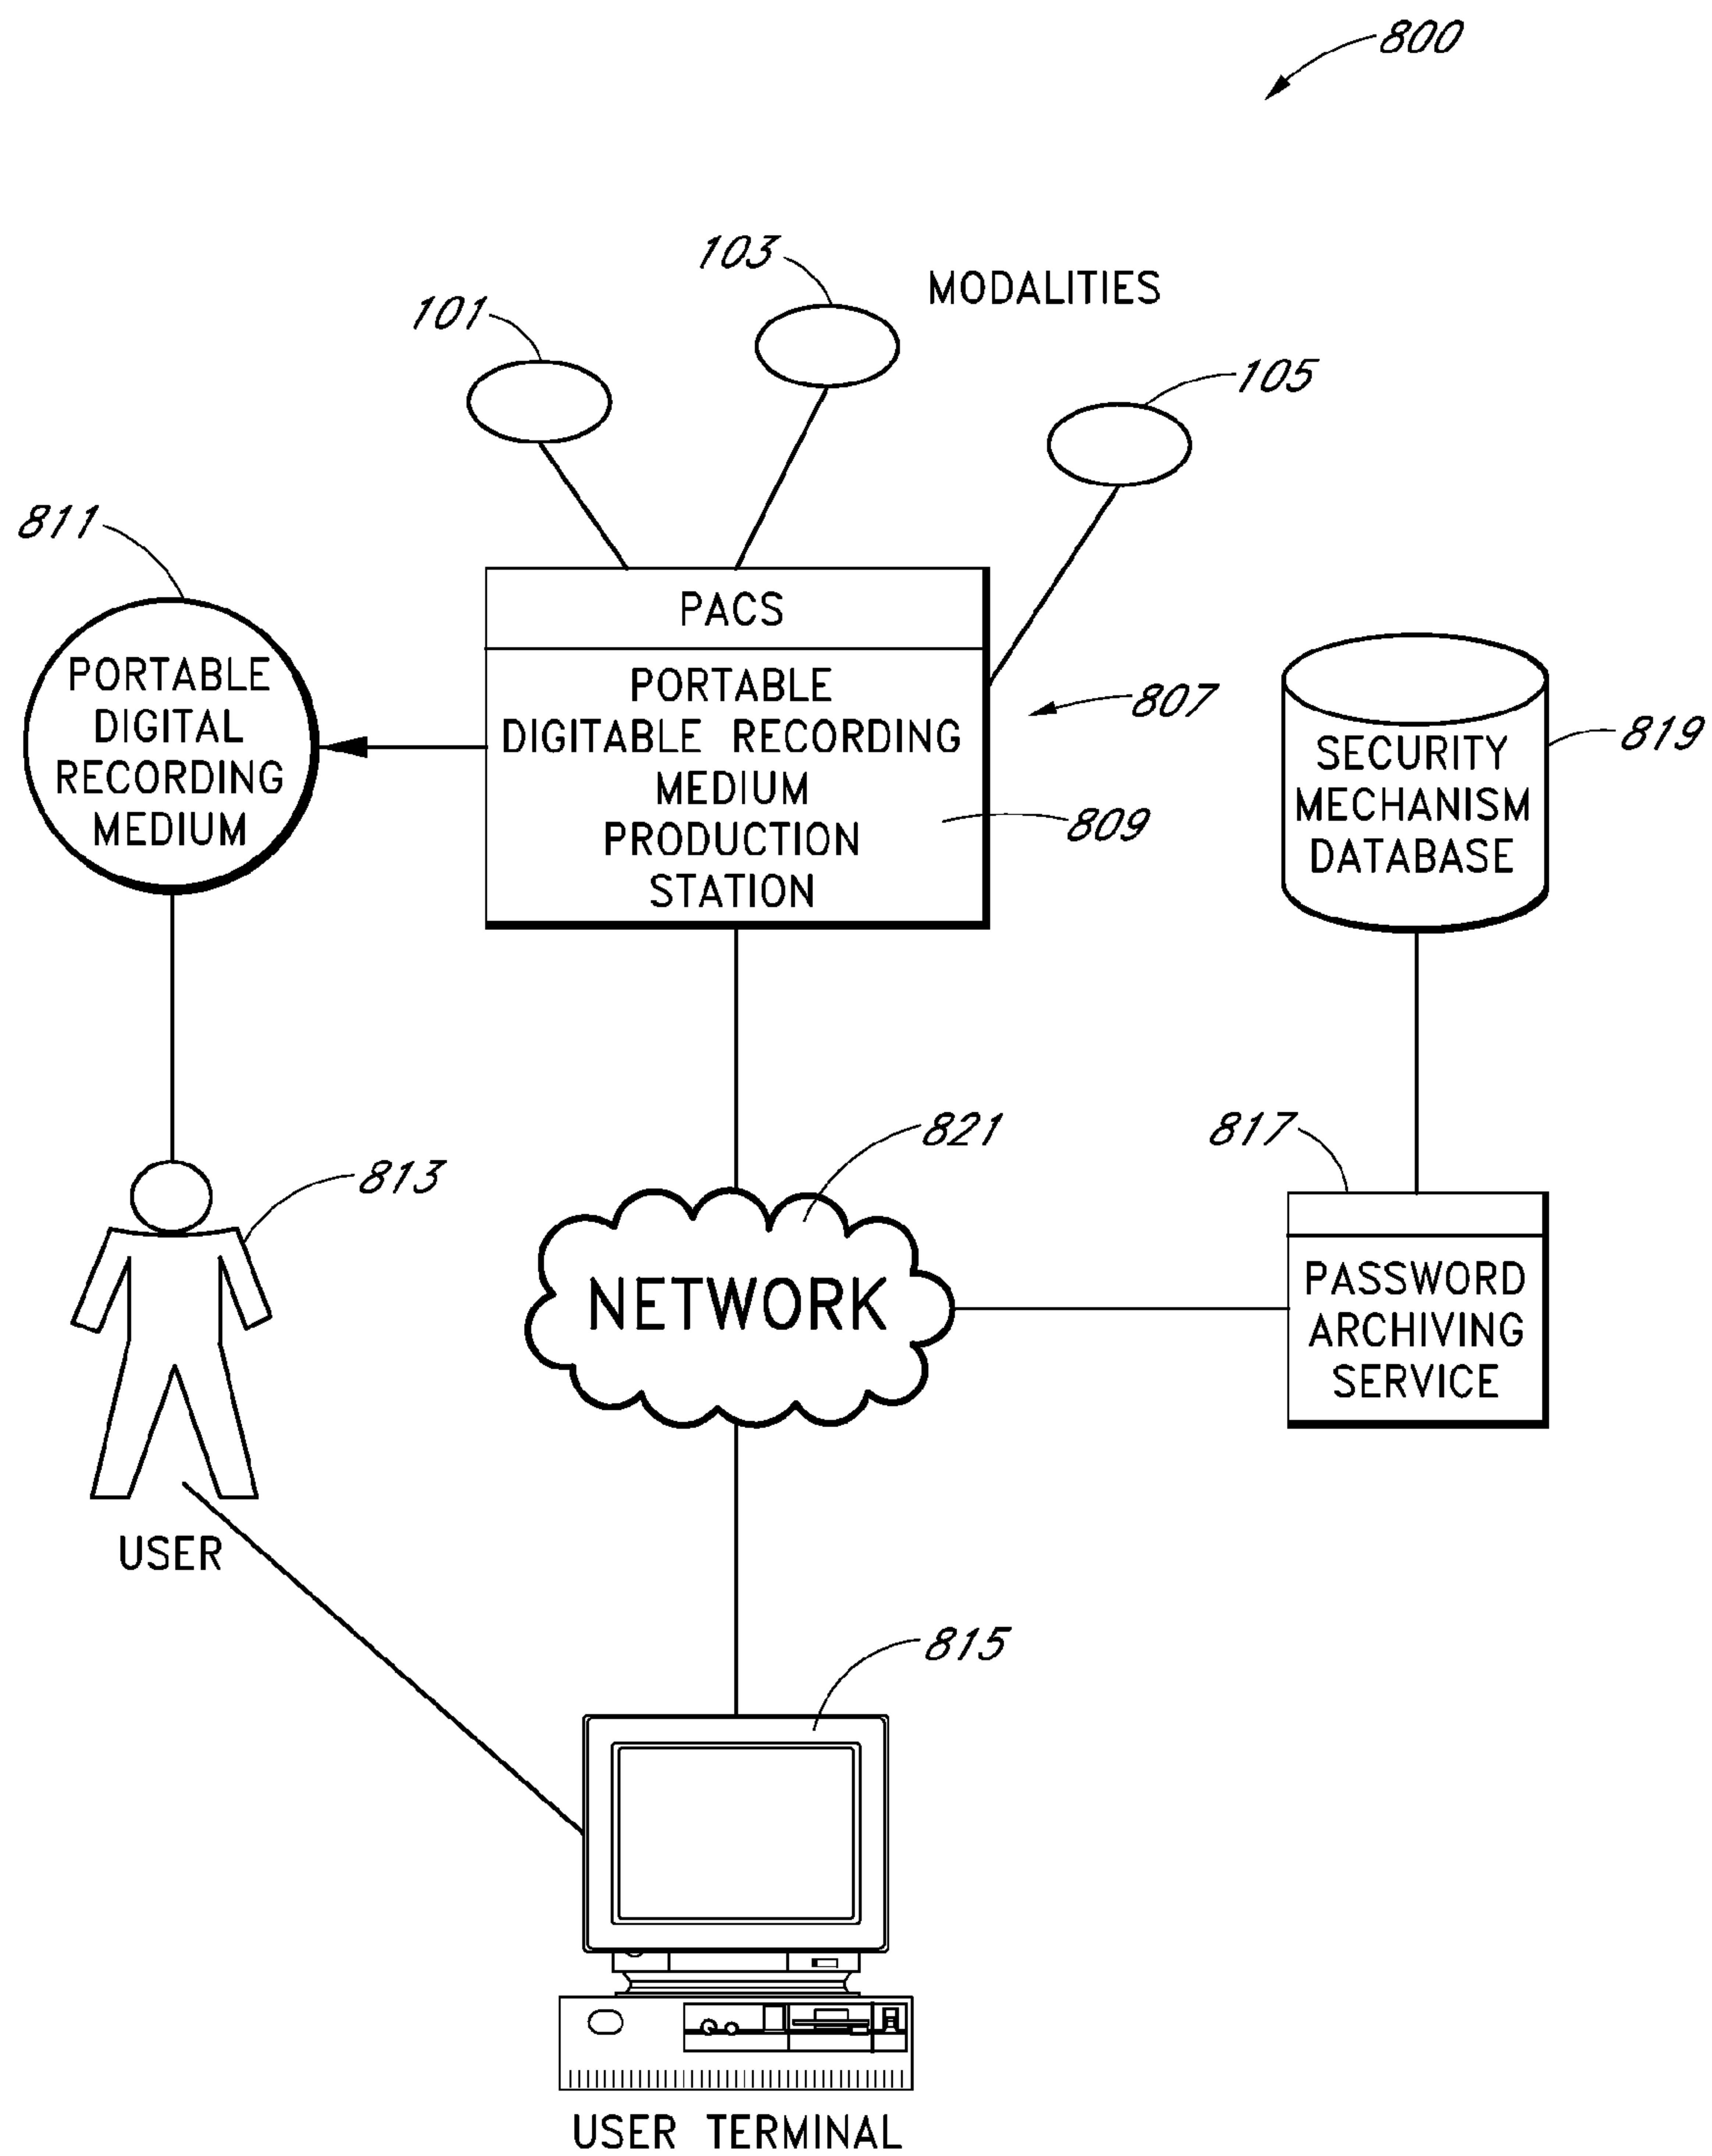 800
103
MODALITIES
101
105
811
PACS
PORTABLE
DIGITAL
RECORDING
MEDIUM
PORTABLE
DIGITABLE RECORDING
MEDIUM
PRODUCTION
STATION
807
809
SECURITY
MECHANISM
DATABASE
819
821
817
813
NETWORK
PASSWORD
ARCHIVING
SERVICE
USER
815
USER TERMINAL